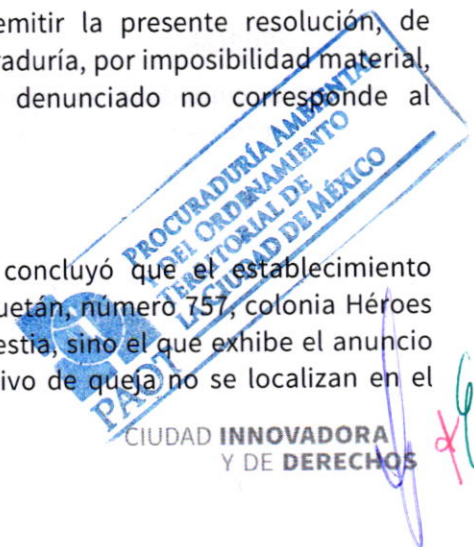 emitir la presente resolución, de
raduría, por imposibilidad material,
denunciado no corresponde al
PROCURADURÍA AMBIENTAL
Y DEL ORDENAMIENTO
TERRITORIAL DE
LA CIUDAD DE MÉXICO
PAOT
concluyó que el establecimiento
uetán, número 757, colonia Héroes
estia, sino el que exhibe el anuncio
ivo de queja no se localizan en el
CIUDAD INNOVADORA
Y DE DERECHOS